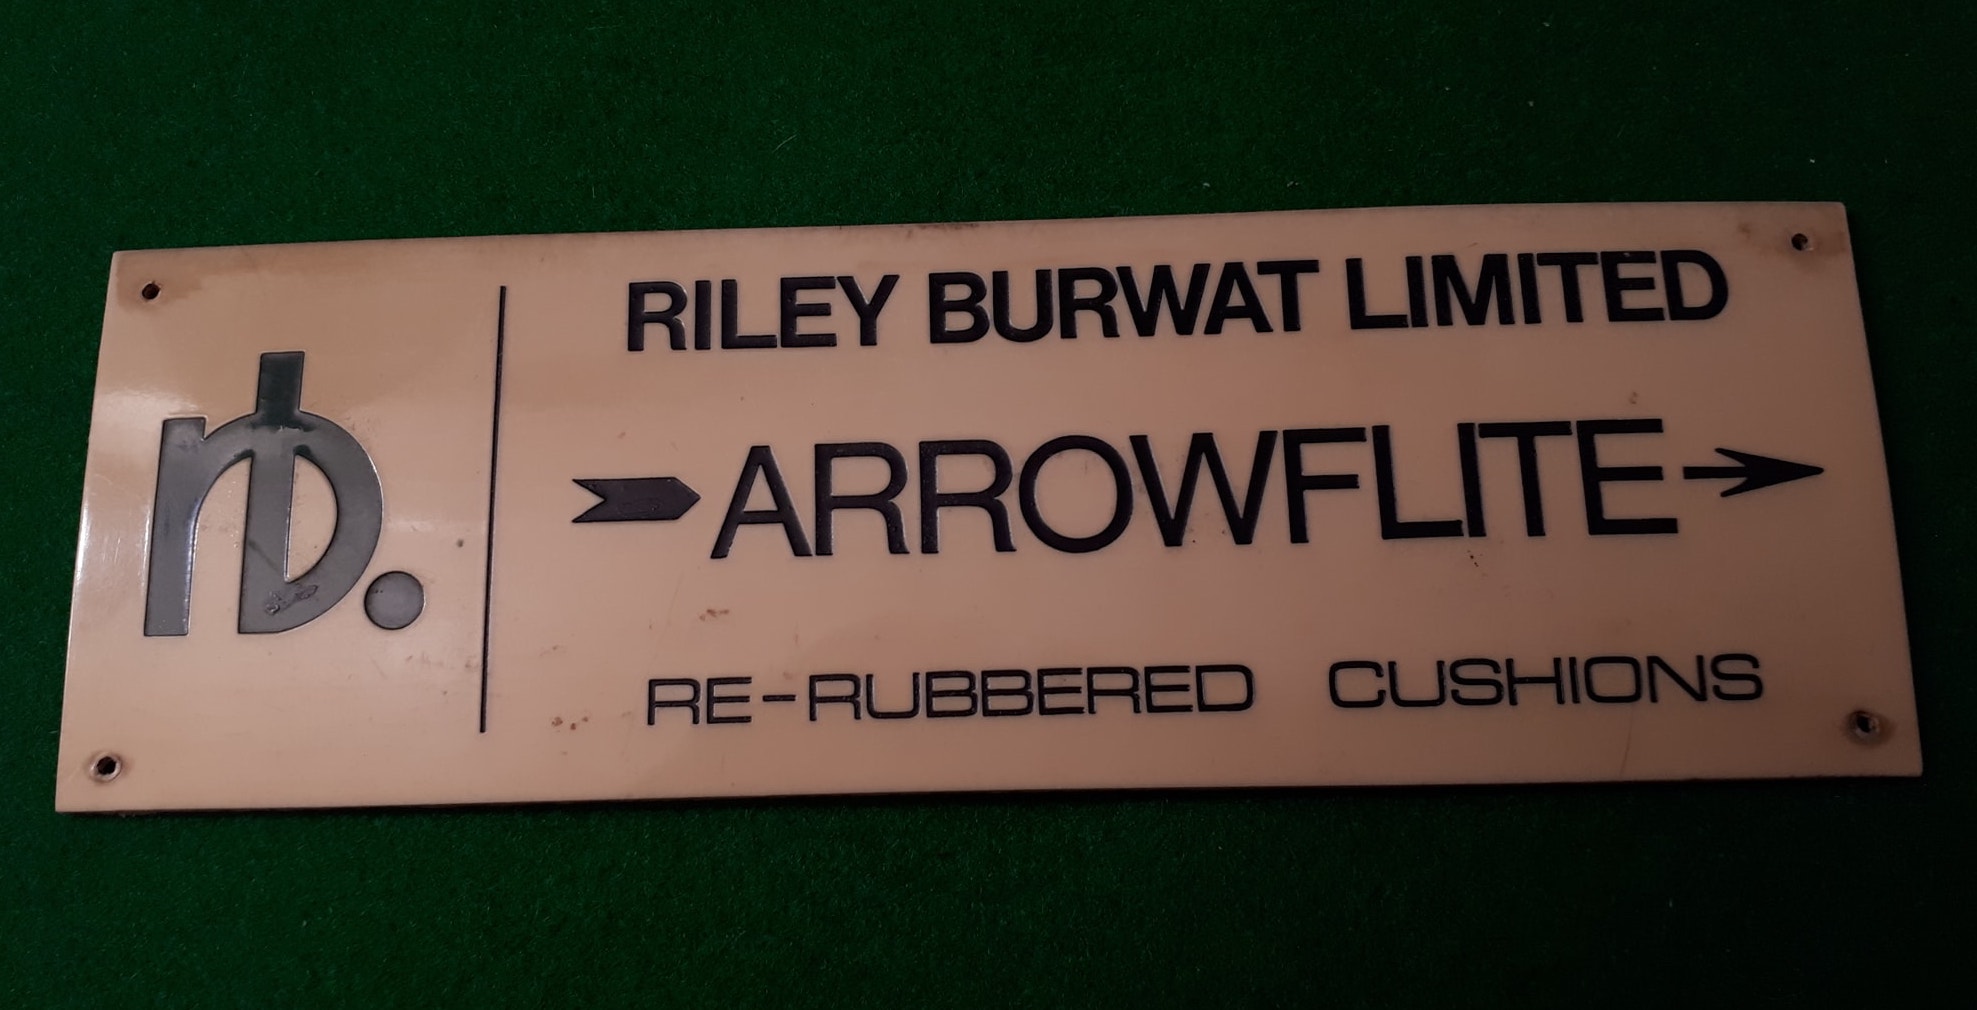 rb.
RILEY BURWAT LIMITED
ARROWFLITE
RE-RUBBERED CUSHIONS